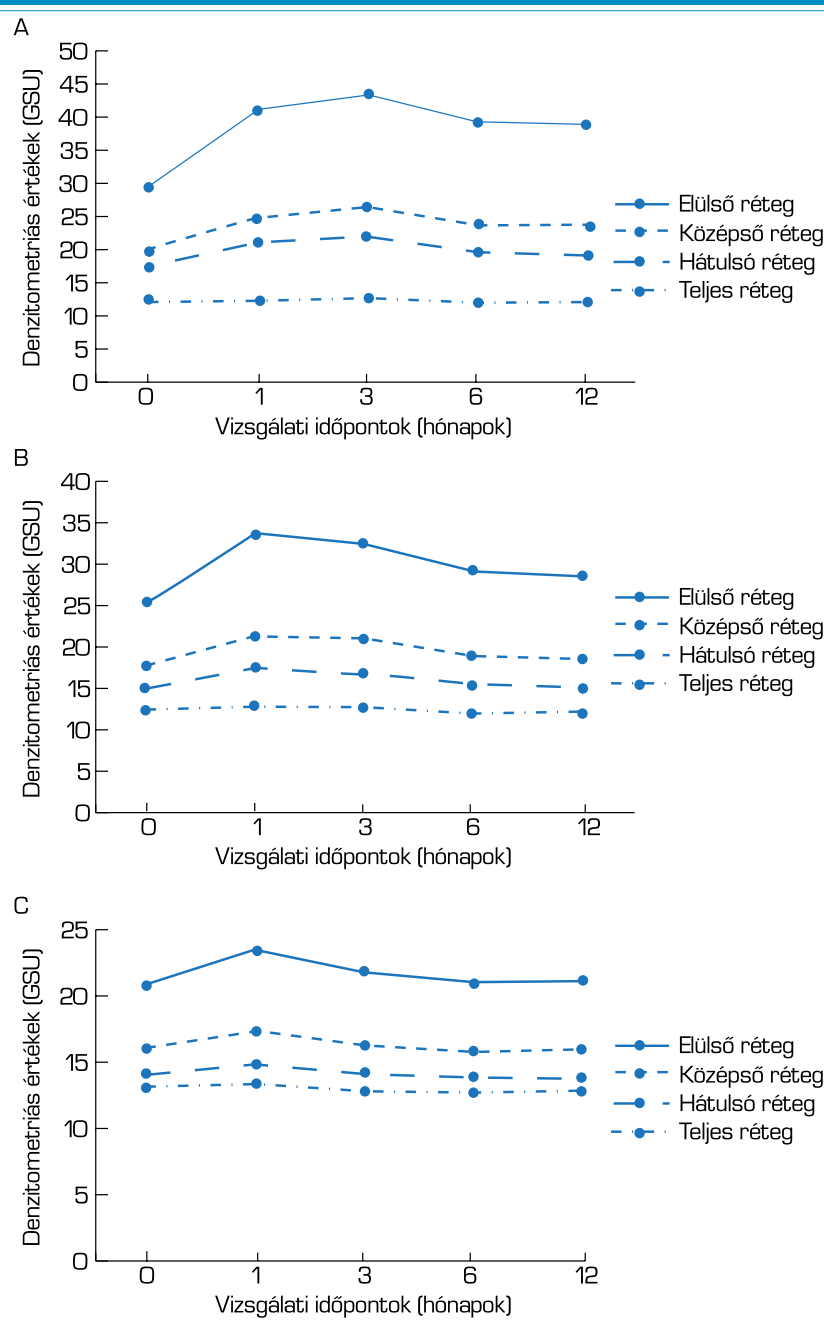 A
50
45
40
35
30
25
20
15
10
5
0
Denzitometriás értékek (GSU)
0 1 3 6 12
Vizsgálati időpontok (hónapok)
Elülső réteg
Középső réteg
Hátulsó réteg
Teljes réteg
B
40
35
30
25
20
15
10
5
0
Denzitometriás értékek (GSU)
0 1 3 6 12
Vizsgálati időpontok (hónapok)
Elülső réteg
Középső réteg
Hátulsó réteg
Teljes réteg
C
25
20
15
10
5
0
Denzitometriás értékek (GSU)
0 1 3 6 12
Vizsgálati időpontok (hónapok)
Elülső réteg
Középső réteg
Hátulsó réteg
Teljes réteg